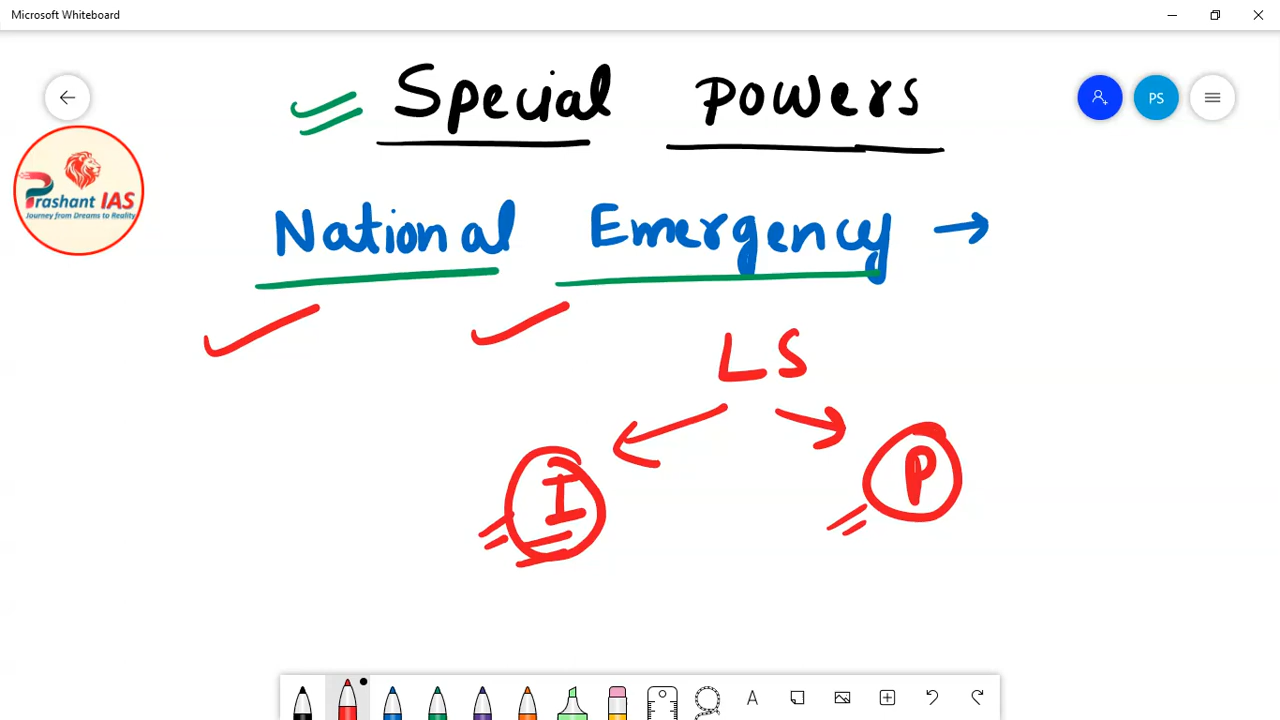 Microsoft Whiteboard
Special Powers
PS
Prashant IAS
Journey from Dreams to Reality
National Emergency →
LS
I
P
A